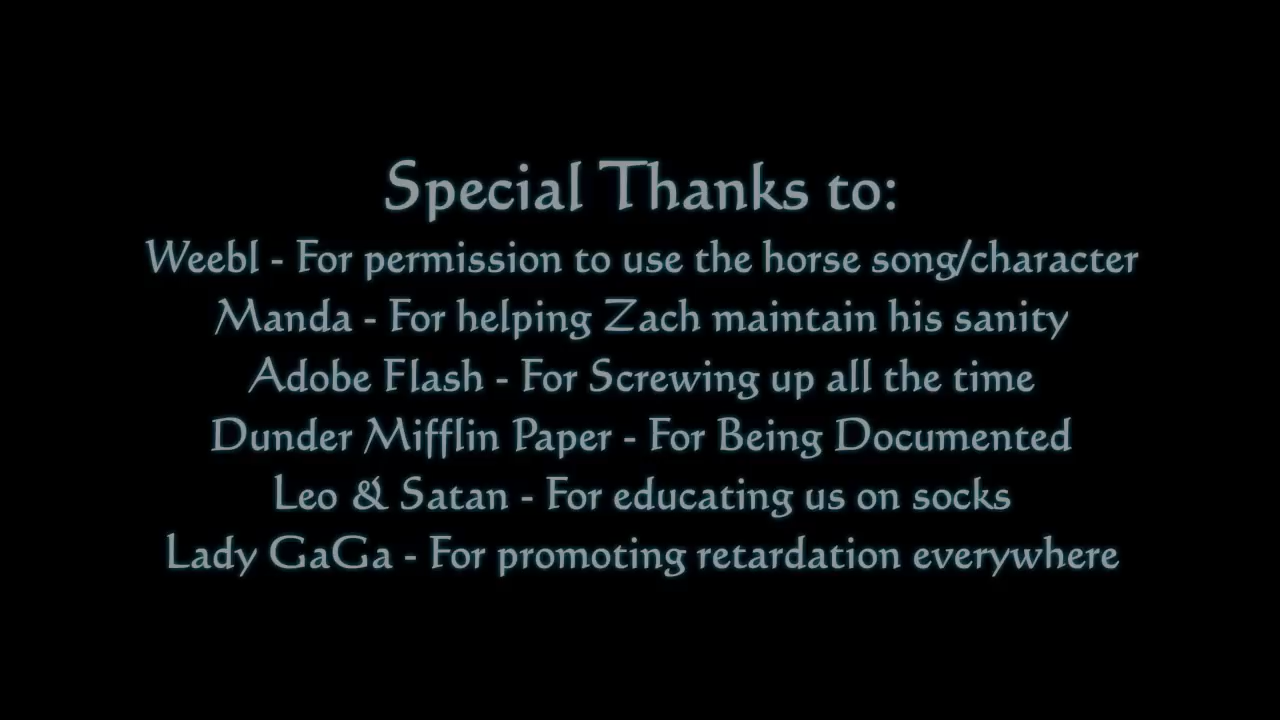 Special Thanks to:
Weebl - For permission to use the horse song/character
Manda - For helping Zach maintain his sanity
Adobe Flash - For Screwing up all the time
Dunder Mifflin Paper - For Being Documented
Leo & Satan - For educating us on socks
Lady GaGa - For promoting retardation everywhere